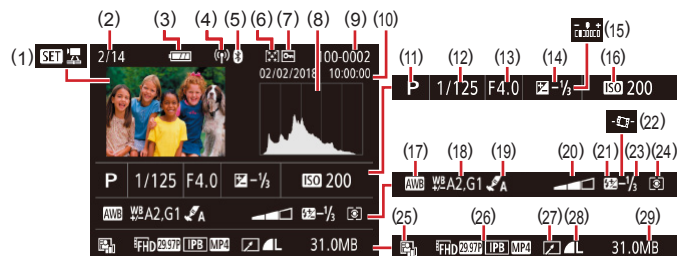 (2) (3) (4) (5) (6) (7) (8) (9) (10)
(1) SET 2/14 100-0002
02/02/2018 10:00:00
(15)
(11) (12) (13) (14) (16)
P 1/125 F4.0 -1/3 ISO 200
(22)
(17) (18) (19) (20) (21) (23) (24)
P 1/125 F4.0 -1/3 ISO 200
AWB WB+/- A2,G1 A -1/3
AWB WB+/- A2,G1 A -1/3
(25) (26) (27) (28) (29)
FHD 29.97P IPB MP4 L 31.0MB
FHD 29.97P IPB MP4 L 31.0MB